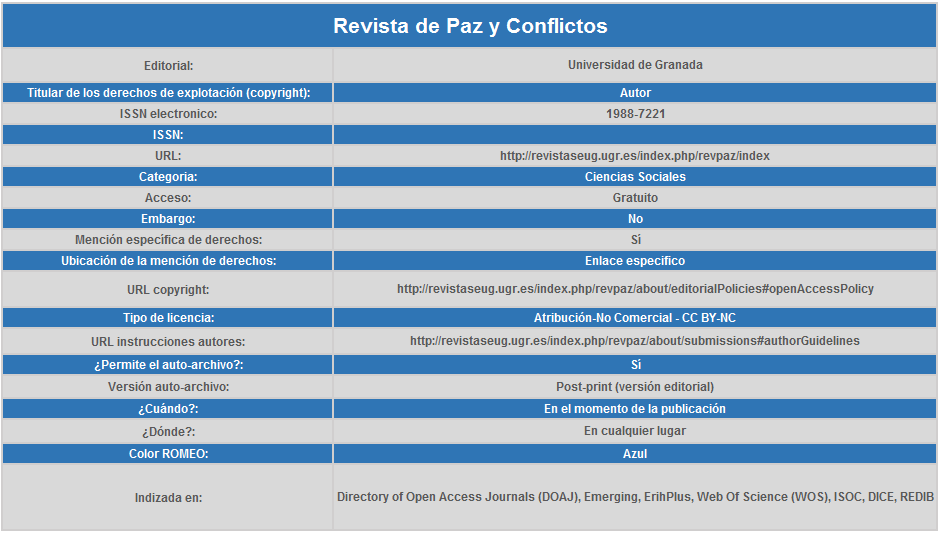 Revista de Paz y Conflictos
Editorial: Universidad de Granada
Titular de los derechos de explotación (copyright): Autor
ISSN electronico: 1988-7221
ISSN:
URL: http://revistaseug.ugr.es/index.php/revpaz/index
Categoria: Ciencias Sociales
Acceso: Gratuito
Embargo: No
Mención específica de derechos: Sí
Ubicación de la mención de derechos: Enlace específico
URL copyright: http://revistaseug.ugr.es/index.php/revpaz/about/editorialPolicies#openAccessPolicy
Tipo de licencia: Atribución-No Comercial - CC BY-NC
URL instrucciones autores: http://revistaseug.ugr.es/index.php/revpaz/about/submissions#authorGuidelines
¿Permite el auto-archivo?: Sí
Versión auto-archivo: Post-print (versión editorial)
¿Cuándo?: En el momento de la publicación
¿Dónde?: En cualquier lugar
Color ROMEO: Azul
Indizada en: Directory of Open Access Journals (DOAJ), Emerging, ErihPlus, Web Of Science (WOS), ISOC, DICE, REDIB